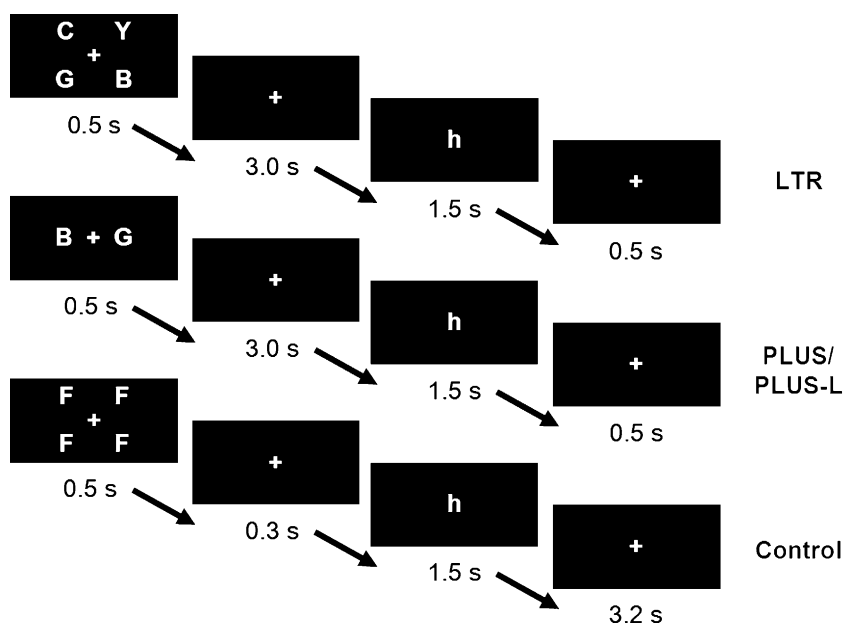 C Y
+
G B
0.5 s
+
3.0 s
h
1.5 s
+
0.5 s
LTR
B + G
0.5 s
+
3.0 s
h
1.5 s
+
0.5 s
PLUS/
PLUS-L
F F
+
F F
0.5 s
+
0.3 s
h
1.5 s
+
3.2 s
Control